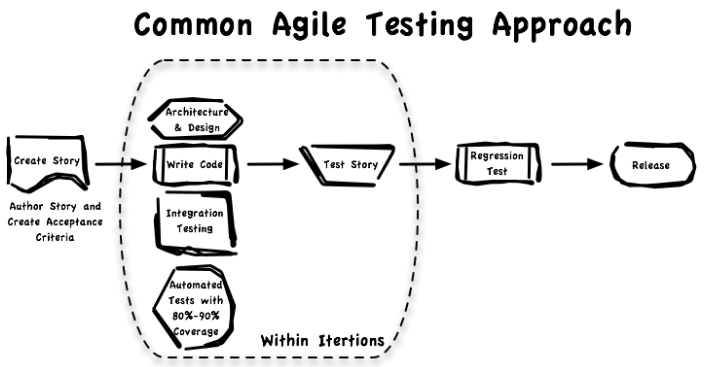 Common Agile Testing Approach
Create Story
Author Story and
Create Acceptance
Criteria
Architecture
& Design
Write Code
Integration
Testing
Automated
Tests with
80%-90%
Coverage
Test Story
Within Itertions
Regression
Test
Release